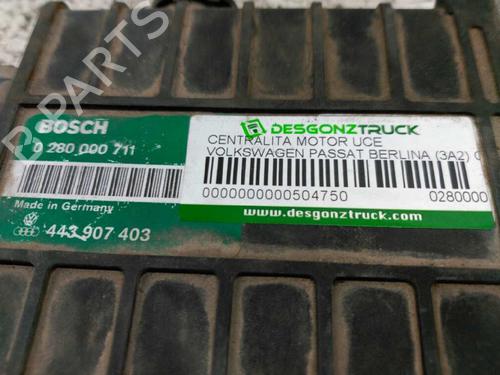 BOSCH
0 280 000 711
Made in Germany
443 907 403
DESGONZTRUCK
CENTRALITA MOTOR UCE
VOLKSWAGEN PASSAT BERLINA (3A2)
0000000000504750
0280000
www.desgonztruck.com
PARTS